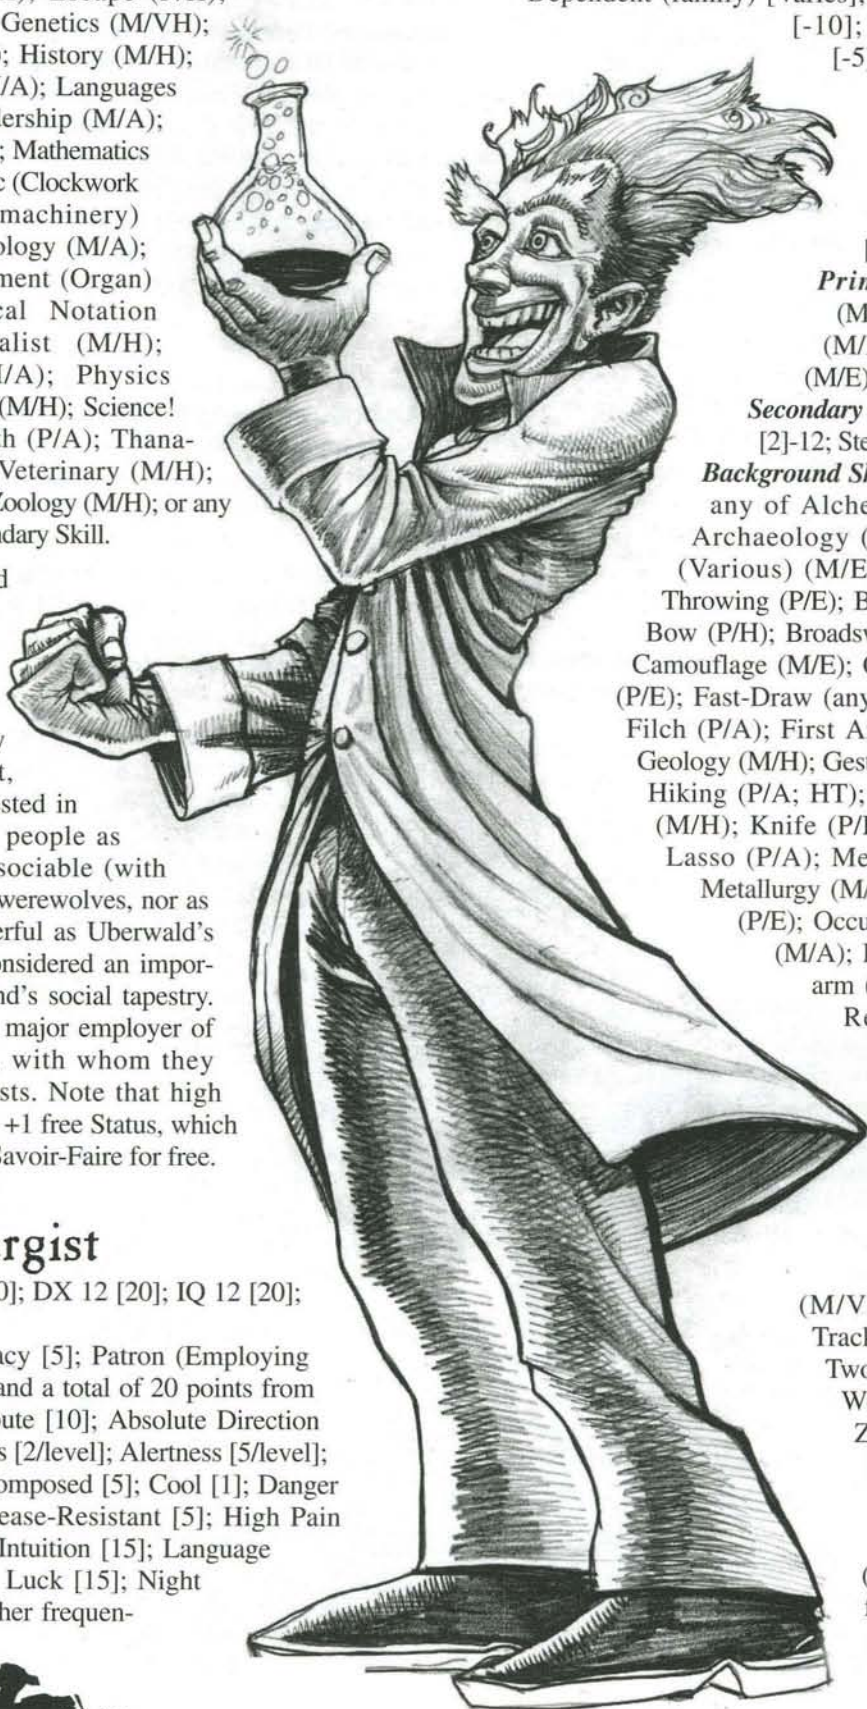 Genetics (M/VH);
History (M/H);
/A); Languages
ership (M/A);
; Mathematics
(Clockwork
machinery)
ology (M/A);
ment (Organ)
cal Notation
alist (M/H);
/A); Physics
(M/H); Science!
th (P/A); Thana-
Veterinary (M/H);
Zoology (M/H); or any
dary Skill.
sted in
people as
sociable (with
werewolves, nor as
erful as Uberwald's
onsidered an impor-
nd's social tapestry.
major employer of
with whom they
sts. Note that high
+1 free Status, which
Savoir-Faire for free.
rgist
0]; DX 12 [20]; IQ 12 [20];
acy [5]; Patron (Employing
and a total of 20 points from
ute [10]; Absolute Direction
s [2/level]; Alertness [5/level];
omposed [5]; Cool [1]; Danger
ease-Resistant [5]; High Pain
Intuition [15]; Language
Luck [15]; Night
her frequen-
[-10];
[-5
Prin
(M
(M/
(M/E)
Secondary
[2]-12; Ste
Background Sk
any of Alche
Archaeology (
(Various) (M/E
Throwing (P/E); B
Bow (P/H); Broadsw
Camouflage (M/E); C
(P/E); Fast-Draw (any
Filch (P/A); First A
Geology (M/H); Gest
Hiking (P/A; HT);
(M/H); Knife (P/E
Lasso (P/A); Me
Metallurgy (M/
(P/E); Occu
(M/A); P
arm (
Re
(M/V
Track
Two
W
Z
(